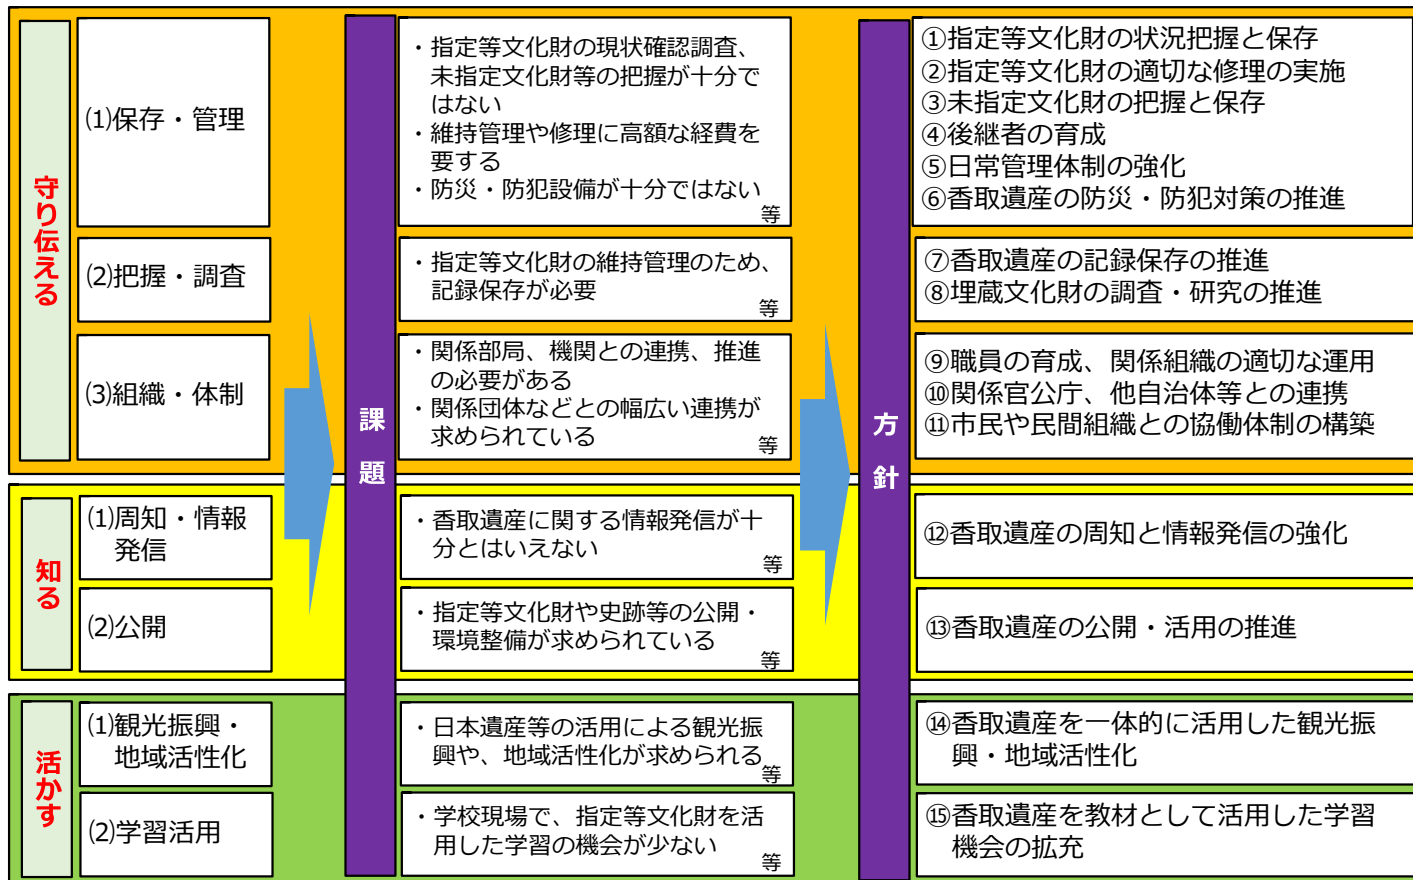 守り伝える
⑴保存・管理
⑵把握・調査
⑶組織・体制
知る
⑴周知・情報
発信
⑵公開
活かす
⑴観光振興・
地域活性化
⑵学習活用
課題
・指定等文化財の現状確認調査、
未指定文化財等の把握が十分で
はない
・維持管理や修理に高額な経費を
要する
・防災・防犯設備が十分ではない
等
・指定等文化財の維持管理のため、
記録保存が必要
等
・関係部局、機関との連携、推進
の必要がある
・関係団体などとの幅広い連携が
求められている
等
・香取遺産に関する情報発信が十
分とはいえない
等
・指定等文化財や史跡等の公開・
環境整備が求められている
等
・日本遺産等の活用による観光振
興や、地域活性化が求められる
等
・学校現場で、指定等文化財を活
用した学習の機会が少ない
等
方針
①指定等文化財の状況把握と保存
②指定等文化財の適切な修理の実施
③未指定文化財の把握と保存
④後継者の育成
⑤日常管理体制の強化
⑥香取遺産の防災・防犯対策の推進
⑦香取遺産の記録保存の推進
⑧埋蔵文化財の調査・研究の推進
⑨職員の育成、関係組織の適切な運用
⑩関係官公庁、他自治体等との連携
⑪市民や民間組織との協働体制の構築
⑫香取遺産の周知と情報発信の強化
⑬香取遺産の公開・活用の推進
⑭香取遺産を一体的に活用した観光振
興・地域活性化
⑮香取遺産を教材として活用した学習
機会の拡充